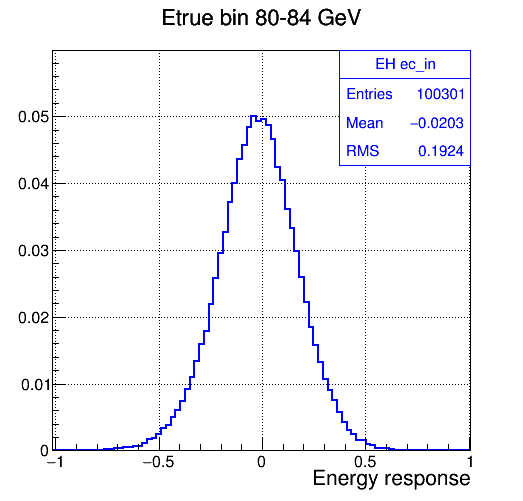 Etrue bin 80-84 GeV
EH ec_in
Entries 100301
Mean −0.0203
RMS 0.1924
0.05
0.04
0.03
0.02
0.01
0
−1 −0.5 0 0.5 1
Energy response